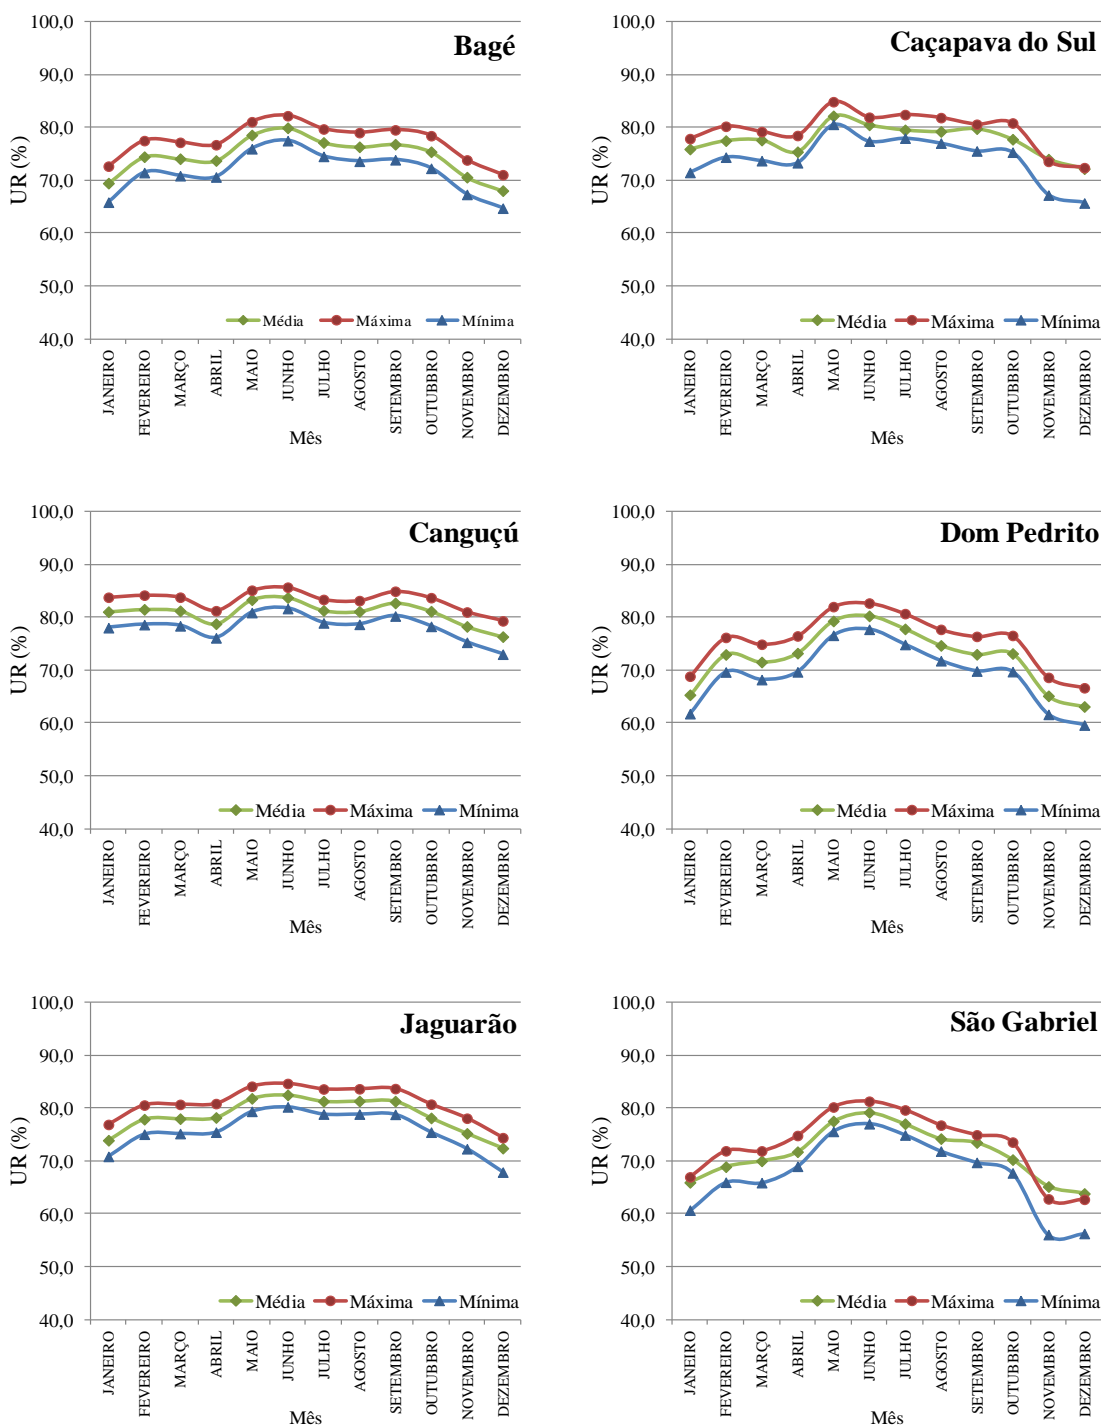 Bagé
UR (%)
100,0
90,0
80,0
70,0
60,0
50,0
40,0
Média Máxima Mínima
JANEIRO
FEVEREIRO
MARÇO
ABRIL
MAIO
JUNHO
JULHO
AGOSTO
SETEMBRO
OUTUBBRO
NOVEMBRO
DEZEMBRO
Mês
Caçapava do Sul
UR (%)
100,0
90,0
80,0
70,0
60,0
50,0
40,0
Média Máxima Mínima
JANEIRO
FEVEREIRO
MARÇO
ABRIL
MAIO
JUNHO
JULHO
AGOSTO
SETEMBRO
OUTUBBRO
NOVEMBRO
DEZEMBRO
Mês
Canguçú
UR (%)
100,0
90,0
80,0
70,0
60,0
50,0
40,0
Média Máxima Mínima
JANEIRO
FEVEREIRO
MARÇO
ABRIL
MAIO
JUNHO
JULHO
AGOSTO
SETEMBRO
OUTUBBRO
NOVEMBRO
DEZEMBRO
Mês
Dom Pedrito
UR (%)
100,0
90,0
80,0
70,0
60,0
50,0
40,0
Média Máxima Mínima
JANEIRO
FEVEREIRO
MARÇO
ABRIL
MAIO
JUNHO
JULHO
AGOSTO
SETEMBRO
OUTUBBRO
NOVEMBRO
DEZEMBRO
Mês
Jaguarão
UR (%)
100,0
90,0
80,0
70,0
60,0
50,0
40,0
Média Máxima Mínima
JANEIRO
FEVEREIRO
MARÇO
ABRIL
MAIO
JUNHO
JULHO
AGOSTO
SETEMBRO
OUTUBBRO
NOVEMBRO
DEZEMBRO
Mês
São Gabriel
UR (%)
100,0
90,0
80,0
70,0
60,0
50,0
40,0
Média Máxima Mínima
JANEIRO
FEVEREIRO
MARÇO
ABRIL
MAIO
JUNHO
JULHO
AGOSTO
SETEMBRO
OUTUBBRO
NOVEMBRO
DEZEMBRO
Mês